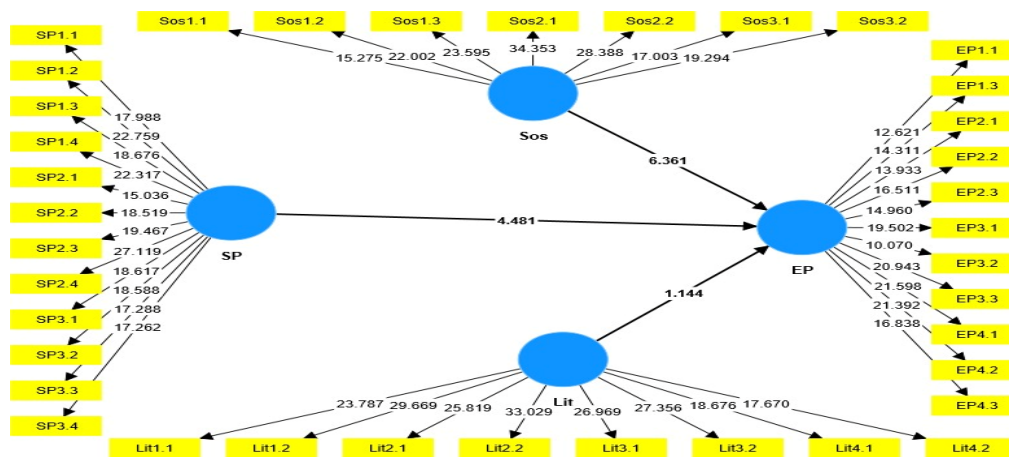 Sos1.1 Sos1.2 Sos1.3 Sos2.1 Sos2.2 Sos3.1 Sos3.2
15.275 22.002 23.595 34.353 28.388 17.003 19.294
Sos
SP1.1
SP1.2
SP1.3
SP1.4
SP2.1
SP2.2
SP2.3
SP2.4
SP3.1
SP3.2
SP3.3
SP3.4
17.988
22.759
18.676
22.317
15.036
18.519
19.467
27.119
18.617
18.588
17.288
17.262
SP
6.361
4.481
1.144
EP
12.621
14.311
13.933
16.511
14.960
19.502
10.070
20.943
21.598
21.392
16.838
EP1.1
EP1.3
EP2.1
EP2.2
EP2.3
EP3.1
EP3.2
EP3.3
EP4.1
EP4.2
EP4.3
Lit
23.787 29.669 25.819 33.029 26.969 27.356 18.676 17.670
Lit1.1 Lit1.2 Lit2.1 Lit2.2 Lit3.1 Lit3.2 Lit4.1 Lit4.2